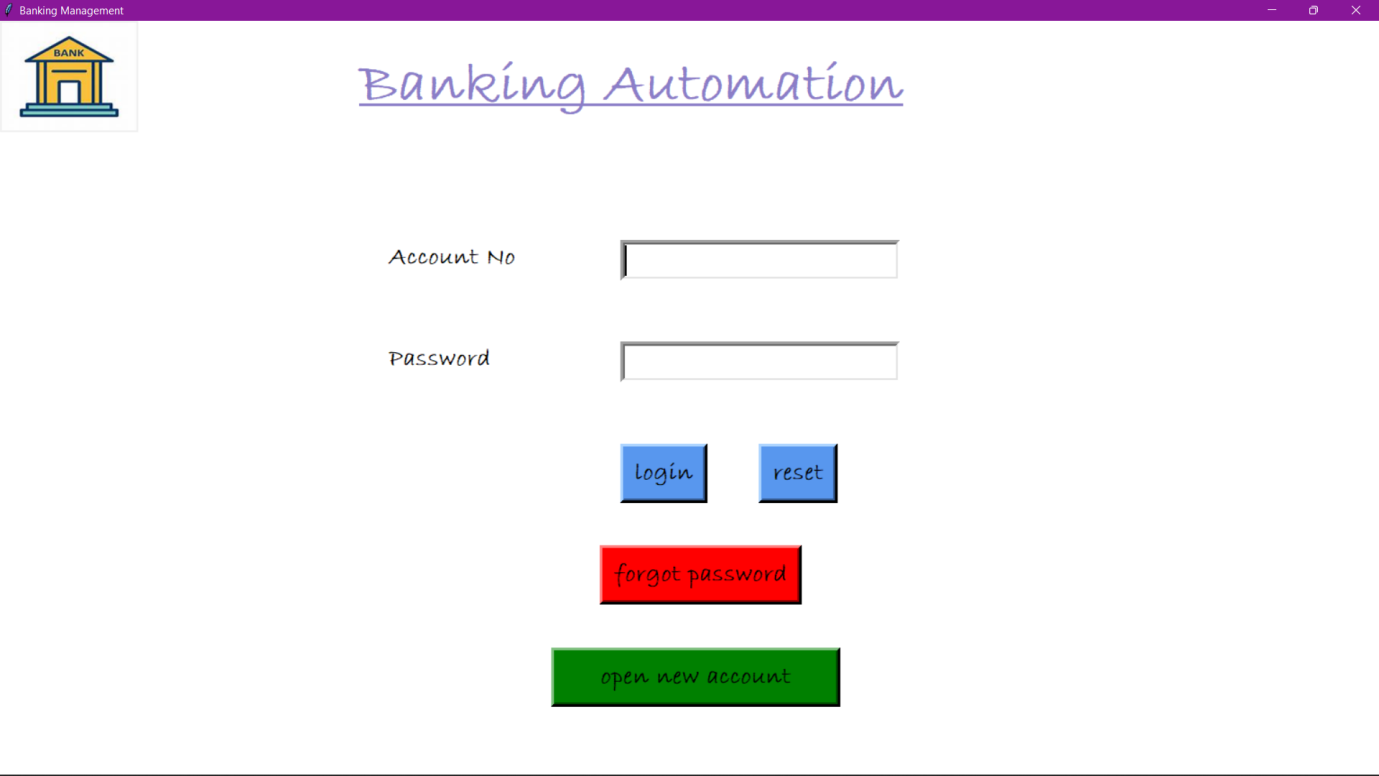 Banking Management
BANK
Banking Automation
Account No
Password
login reset
forgot password
open new account